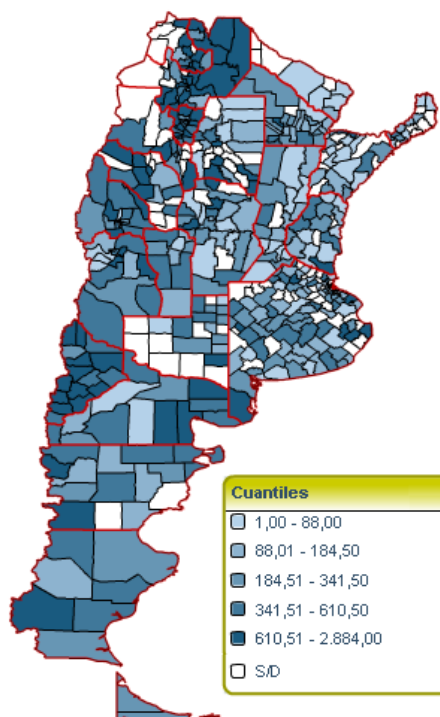 Cuantiles
1,00 - 88,00
88,01 - 184,50
184,51 - 341,50
341,51 - 610,50
610,51 - 2.884,00
S/D